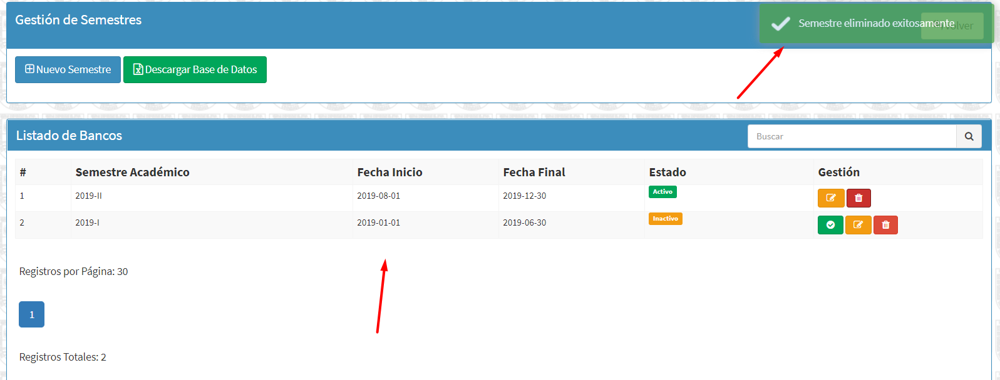 Gestión de Semestres
Semestre eliminado exitosamente
Volver
Nuevo Semestre
Descargar Base de Datos
Listado de Bancos
Buscar
# Semestre Académico Fecha Inicio Fecha Final Estado Gestión
1 2019-II 2019-08-01 2019-12-30 Activo
2 2019-I 2019-01-01 2019-06-30 Inactivo
Registros por Página: 30
1
Registros Totales: 2